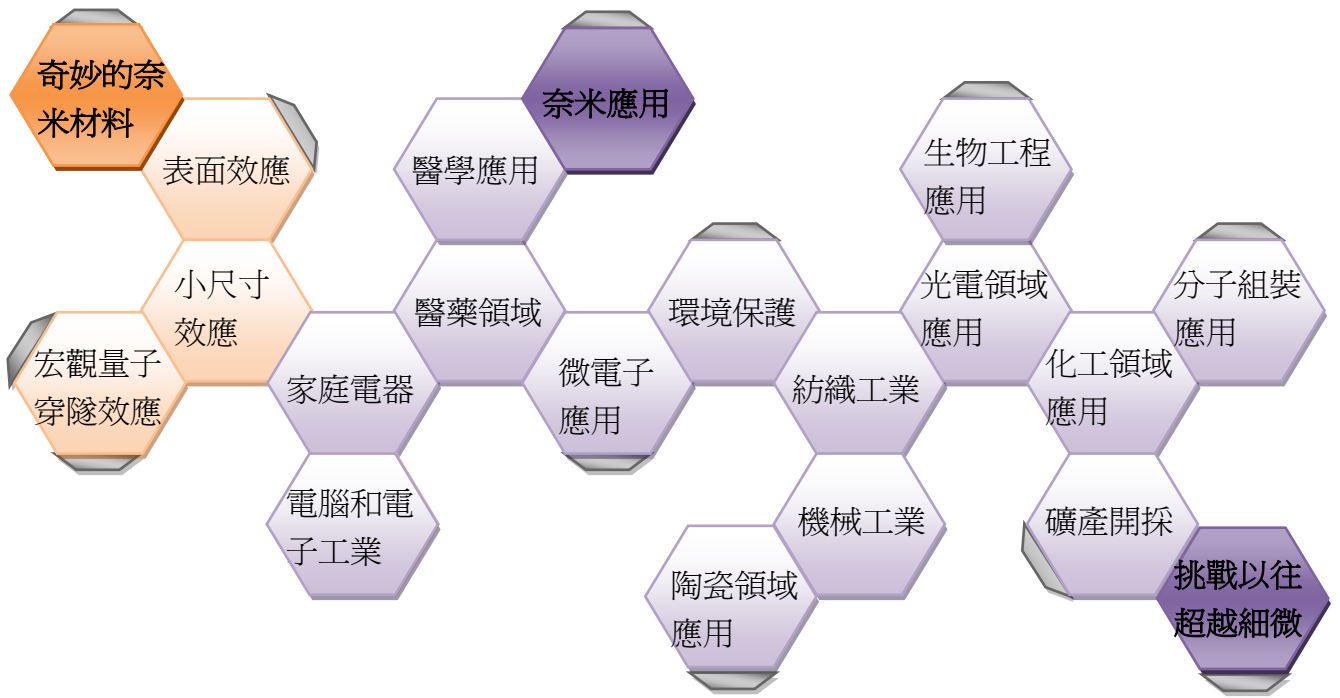 奇妙的奈
米材料
表面效應
小尺寸
效應
宏觀量子
穿隧效應
奈米應用
醫學應用
醫藥領域
家庭電器
電腦和電
子工業
微電子
應用
環境保護
紡織工業
機械工業
陶瓷領域
應用
生物工程
應用
光電領域
應用
化工領域
應用
分子組裝
應用
礦產開採
挑戰以往
超越細微